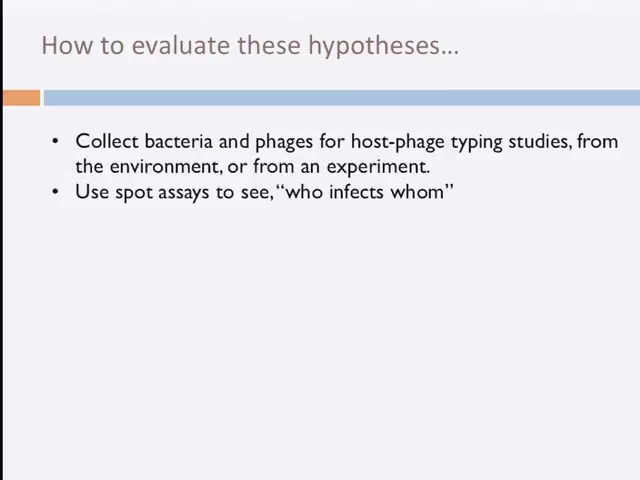 How to evaluate these hypotheses...
• Collect bacteria and phages for host-phage typing studies, from
the environment, or from an experiment.
• Use spot assays to see, “who infects whom”